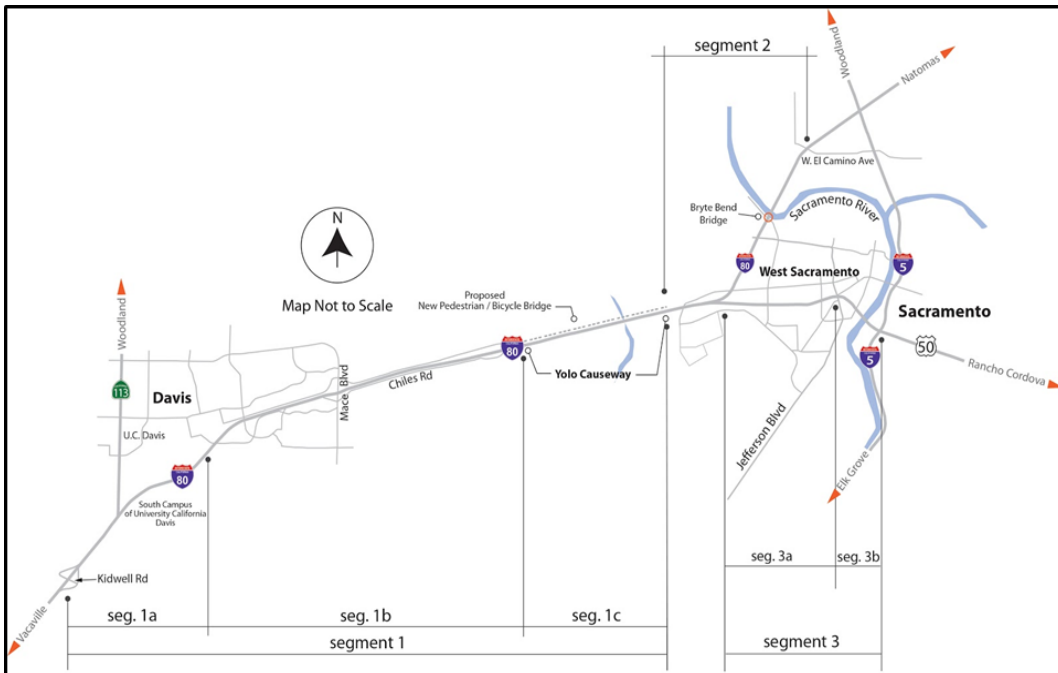 segment 2
Woodland
Natomas
W. El Camino Ave
N
Bryte Bend
Bridge
Sacramento River
80
West Sacramento
5
Map Not to Scale
Proposed
New Pedestrian / Bicycle Bridge
Sacramento
Woodland
80
5
50
Rancho Cordova
Yolo Causeway
Chiles Rd
Mace Blvd
113
Davis
U.C. Davis
Jefferson Blvd
Elk Grove
80
South Campus
of University California
Davis
Kidwell Rd
Vacaville
seg. 3a
seg. 3b
seg. 1a
seg. 1b
seg. 1c
segment 1
segment 3